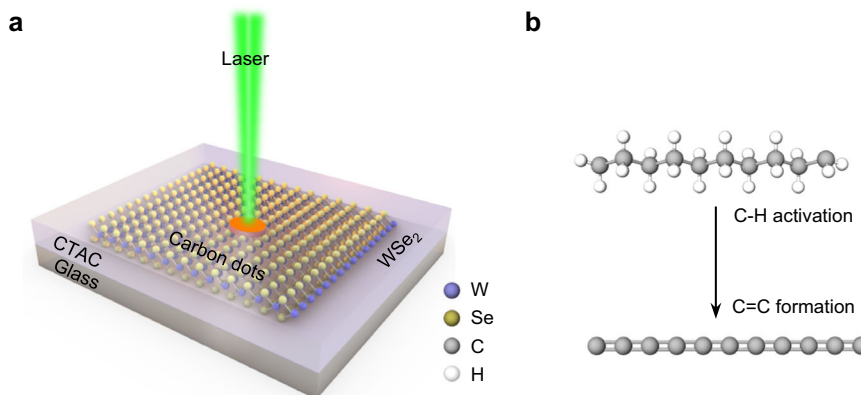 a
Laser
Carbon dots
CTAC
Glass
WSe₂
W
Se
C
H
b
C-H activation
C=C formation